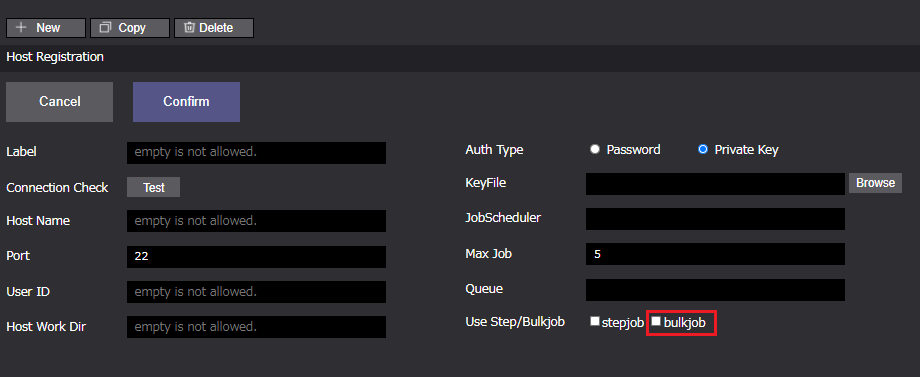 New Copy Delete
Host Registration
Cancel Confirm
Label empty is not allowed.
Connection Check Test
Host Name empty is not allowed.
Port 22
User ID empty is not allowed.
Host Work Dir empty is not allowed.
Auth Type Password Private Key
KeyFile Browse
JobScheduler
Max Job 5
Queue
Use Step/Bulkjob stepjob bulkjob